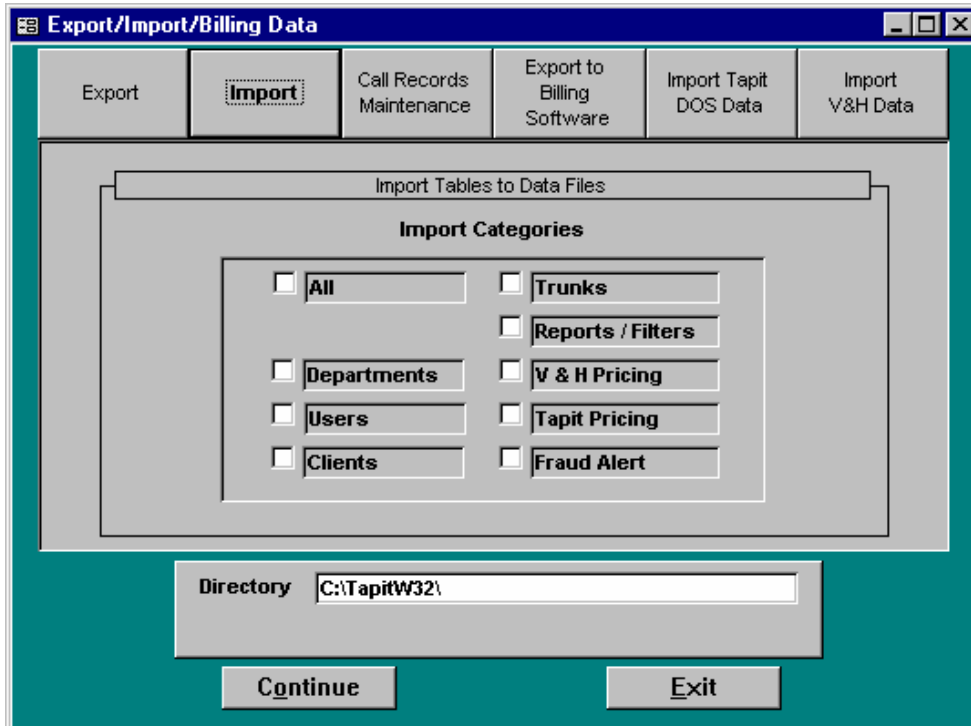 Export/Import/Billing Data
Export
Import
Call Records
Maintenance
Export to
Billing
Software
Import Tapit
DOS Data
Import
V&H Data
Import Tables to Data Files
Import Categories
All
Trunks
Reports / Filters
Departments
V & H Pricing
Users
Tapit Pricing
Clients
Fraud Alert
Directory C:\TapitW32\
Continue
Exit